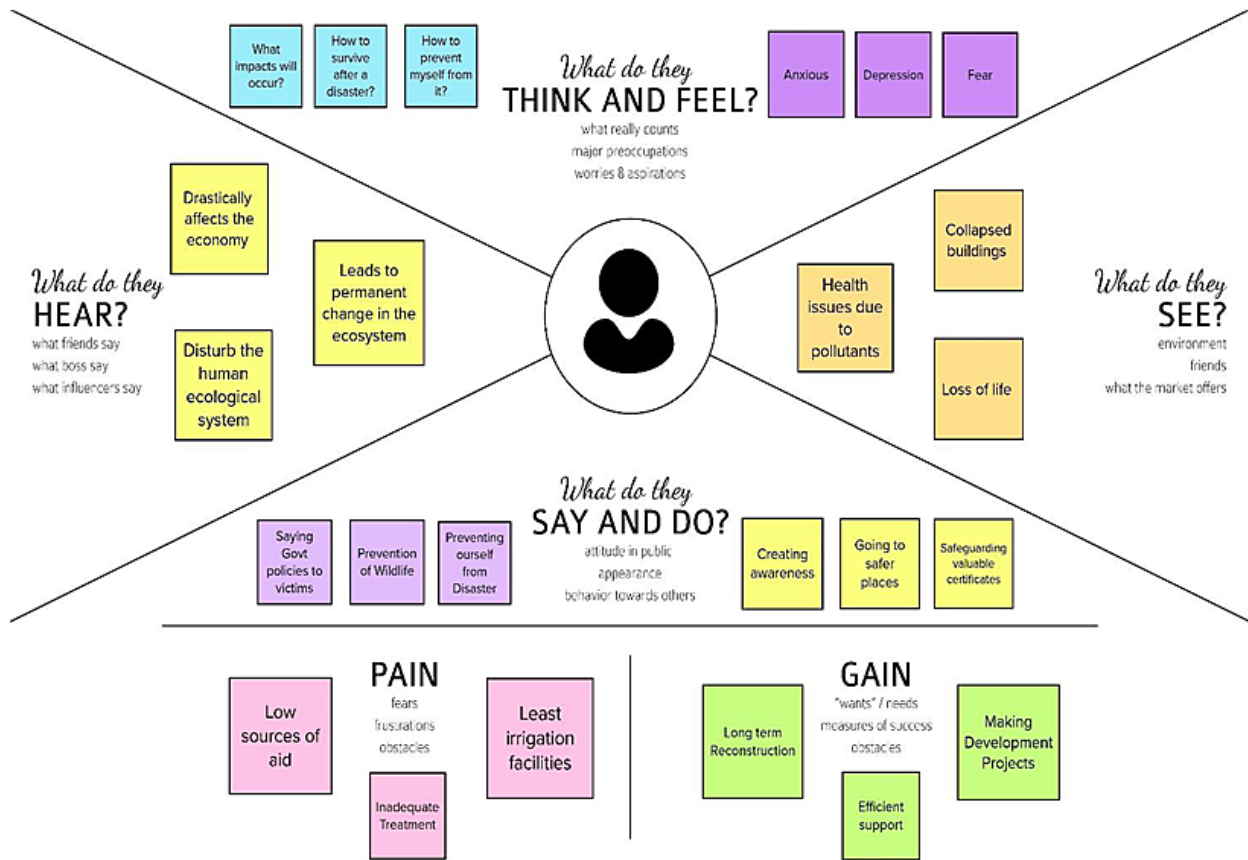 What
impacts will
occur?
How to
survive
after a
disaster?
How to
prevent
myself from
it?
What do they
THINK AND FEEL?
what really counts
major preoccupations
worries & aspirations
Anxious
Depression
Fear
What do they
HEAR?
what friends say
what boss say
what influencers say
Drastically
affects the
economy
Leads to
permanent
change in the
ecosystem
Disturb the
human
ecological
system
Collapsed
buildings
Health
issues due
to
pollutants
Loss of life
What do they
SEE?
environment
friends
what the market offers
What do they
SAY AND DO?
attitude in public
appearance
behavior towards others
Saying
Govt
policies to
victims
Prevention
of Wildlife
Preventing
ourself
from
Disaster
Creating
awareness
Going to
safer
places
Safeguarding
valuable
certificates
PAIN
fears
frustrations
obstacles
Low
sources of
aid
Least
irrigation
facilities
Inadequate
Treatment
GAIN
"wants" / needs
measures of success
obstacles
Long term
Reconstruction
Making
Development
Projects
Efficient
support